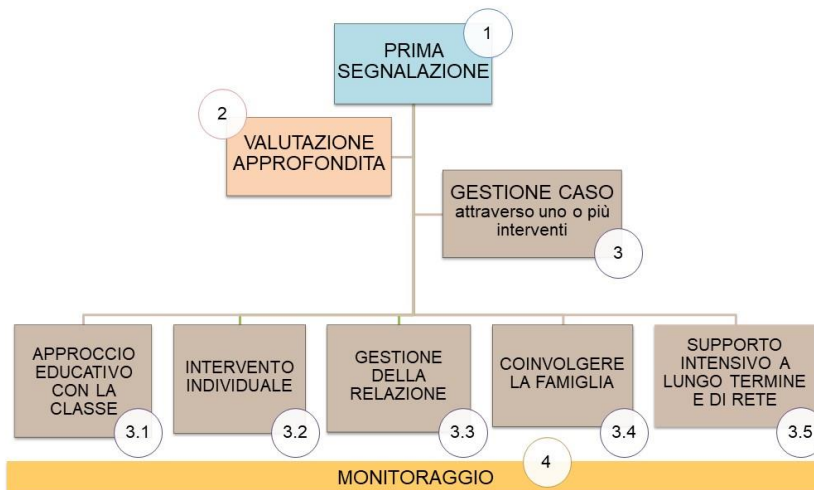 1
PRIMA
SEGNALAZIONE
2
VALUTAZIONE
APPROFONDITA
GESTIONE CASO
attraverso uno o più
interventi
3
APPROCCIO
EDUCATIVO
CON LA
CLASSE
3.1
INTERVENTO
INDIVIDUALE
3.2
GESTIONE
DELLA
RELAZIONE
3.3
COINVOLGERE
LA FAMIGLIA
3.4
SUPPORTO
INTENSIVO A
LUNGO TERMINE
E DI RETE
3.5
4
MONITORAGGIO